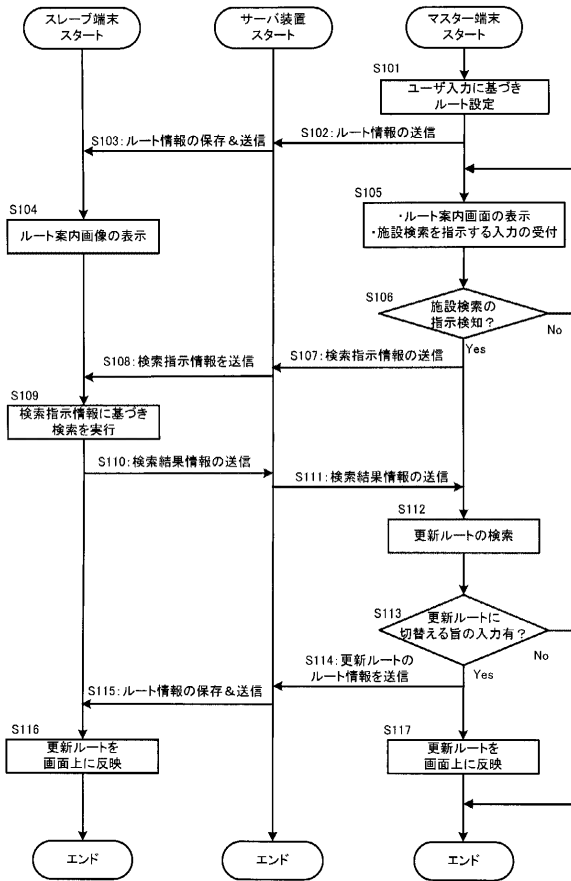 スレーブ端末
スタート
サーバ装置
スタート
マスター端末
スタート
S101
ユーザ入力に基づき
ルート設定
S102：ルート情報の送信
S103：ルート情報の保存＆送信
S104
ルート案内画像の表示
S105
・ルート案内画面の表示
・施設検索を指示する入力の受付
S106
施設検索の
指示検知？
No
Yes
S107：検索指示情報の送信
S108：検索指示情報を送信
S109
検索指示情報に基づき
検索を実行
S110：検索結果情報の送信
S111：検索結果情報の送信
S112
更新ルートの検索
S113
更新ルートに
切替える旨の入力有？
No
Yes
S114：更新ルートの
ルート情報を送信
S115：ルート情報の保存＆送信
S116
更新ルートを
画面上に反映
S117
更新ルートを
画面上に反映
エンド
エンド
エンド